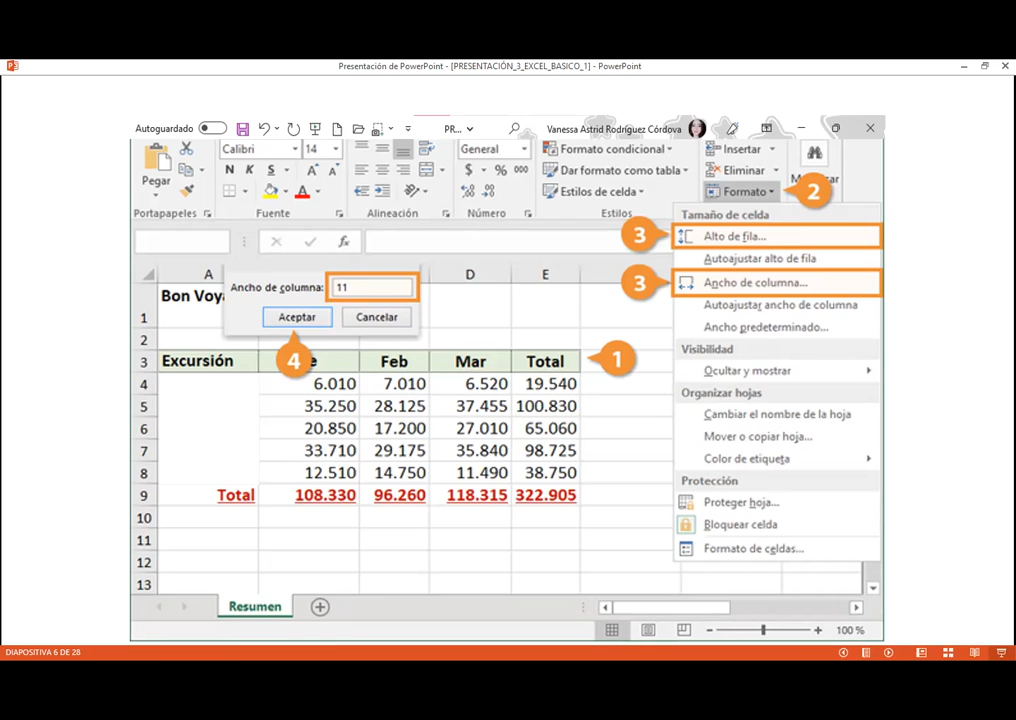 Presentación de PowerPoint - [PRESENTACIÓN_3_EXCEL_BASICO_1] - PowerPoint
Autoguardado
PR...
Vanessa Astrid Rodríguez Córdova
Pegar
Calibri
14
N K S
General
$ % 000
Formato condicional
Dar formato como tabla
Estilos de celda
Insertar
Eliminar
Formato
2
Portapapeles
Fuente
Alineación
Número
Estilos
Tamaño de celda
3
Alto de fila...
Autoajustar alto de fila
3
Ancho de columna...
Autoajustar ancho de columna
Ancho predeterminado...
Visibilidad
Ocultar y mostrar
Organizar hojas
Cambiar el nombre de la hoja
Mover o copiar hoja...
Color de etiqueta
Protección
Proteger hoja...
Bloquear celda
Formato de celdas...
fx
A D E
Ancho de columna: 11
Aceptar
Cancelar
4
1 Bon Voya
2
3 Excursión Feb Mar Total
1
4 6.010 7.010 6.520 19.540
5 35.250 28.125 37.455 100.830
6 20.850 17.200 27.010 65.060
7 33.710 29.175 35.840 98.725
8 12.510 14.750 11.490 38.750
9 Total 108.330 96.260 118.315 322.905
10
11
12
13
Resumen
100 %
DIAPOSITIVA 6 DE 28